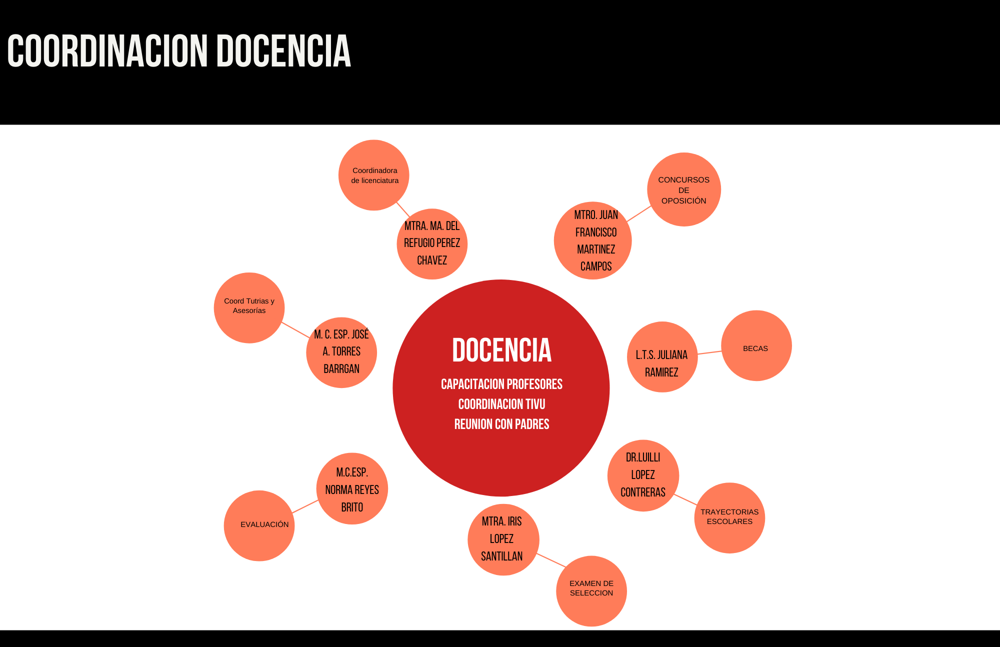 COORDINACION DOCENCIA
Coordinadora
de licenciatura
MTRA. MA. DEL
REFUGIO PEREZ
CHAVEZ
CONCURSOS
DE
OPOSICIÓN
MTRO. JUAN
FRANCISCO
MARTINEZ
CAMPOS
Coord Tutrias y
Asesorías
M. C. ESP. JOSÉ
A. TORRES
BARRGAN
DOCENCIA
CAPACITACION PROFESORES
COORDINACION TIVU
REUNION CON PADRES
L.T.S. JULIANA
RAMIREZ
BECAS
M.C.ESP.
NORMA REYES
BRITO
EVALUACIÓN
DR.LUILLI
LOPEZ
CONTRERAS
TRAYECTORIAS
ESCOLARES
MTRA. IRIS
LOPEZ
SANTILLAN
EXAMEN DE
SELECCION